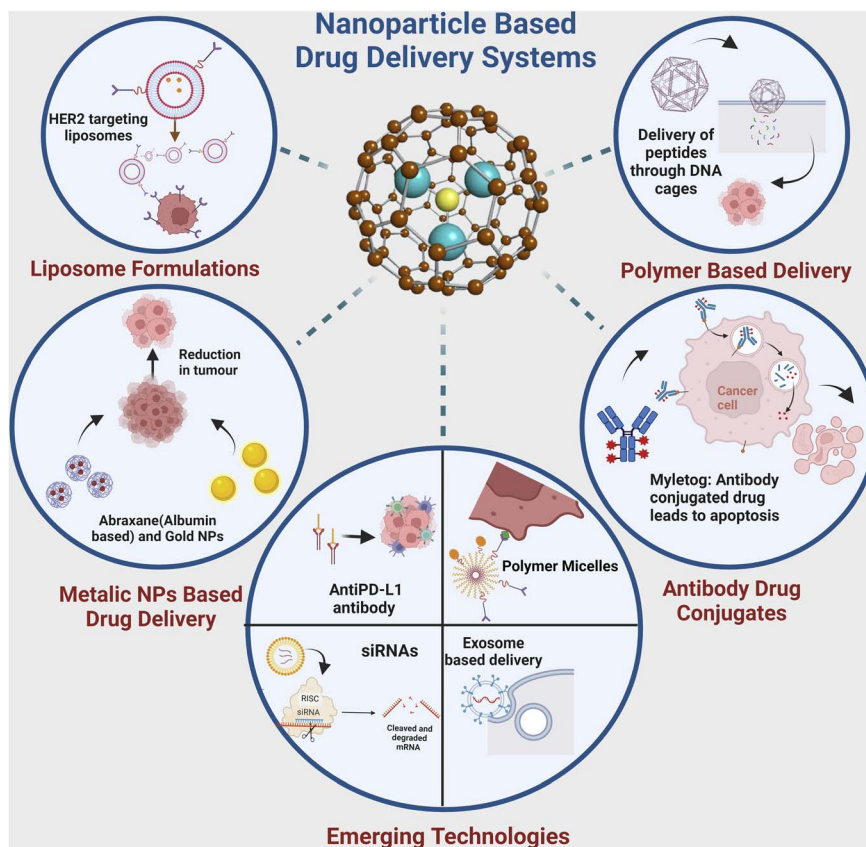 Nanoparticle Based
Drug Delivery Systems
HER2 targeting
liposomes
Liposome Formulations
Delivery of
peptides
through DNA
cages
Polymer Based Delivery
Reduction
in tumour
Abraxane(Albumin
based) and Gold NPs
Metalic NPs Based
Drug Delivery
Cancer
cell
Myletog: Antibody
conjugated drug
leads to apoptosis
Antibody Drug
Conjugates
AntiPD-L1
antibody
Polymer Micelles
siRNAs
RISC
siRNA
Cleaved and
degraded
mRNA
Exosome
based delivery
Emerging Technologies